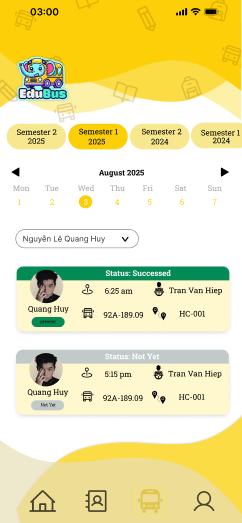 03:00
EduBus
Semester 2 2025
Semester 1 2025
Semester 2 2024
Semester 1 2024
August 2025
Mon Tue Wed Thu Fri Sat Sun
1 2 3 4 5 6 7
Nguyễn Lê Quang Huy
Status: Successed
6:25 am Tran Van Hiep
Quang Huy
92A-189.09 HC-001
Status: Not Yet
5:15 pm Tran Van Hiep
Quang Huy
92A-189.09 HC-001
Not Yet